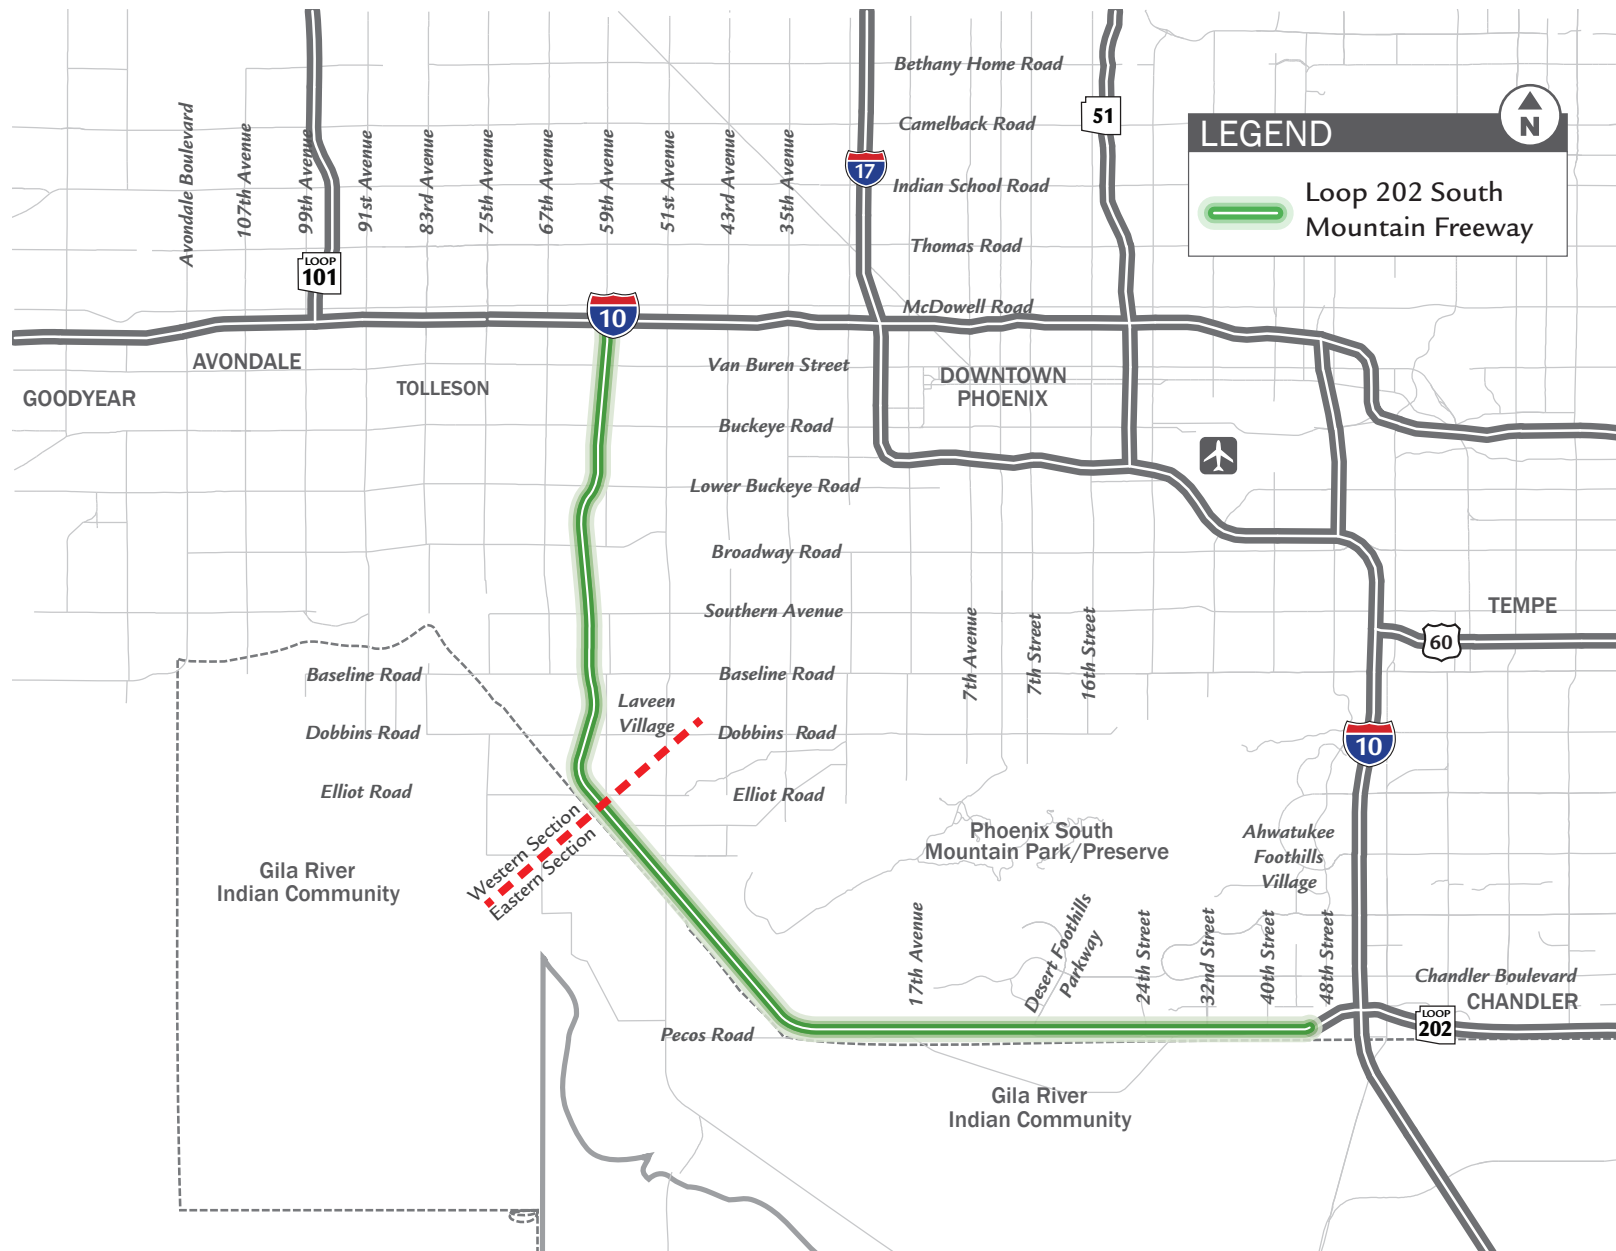 Bethany Home Road
Camelback Road
Indian School Road
Thomas Road
McDowell Road
51
17
LEGEND
N
Loop 202 South
Mountain Freeway
Avondale Boulevard
107th Avenue
99th Avenue
91st Avenue
83rd Avenue
75th Avenue
67th Avenue
59th Avenue
51st Avenue
43rd Avenue
35th Avenue
LOOP
101
10
AVONDALE
GOODYEAR
TOLLESON
Van Buren Street
DOWNTOWN
PHOENIX
Buckeye Road
Lower Buckeye Road
Broadway Road
Southern Avenue
7th Avenue
7th Street
16th Street
TEMPE
60
Baseline Road
Baseline Road
Laveen
Village
Dobbins Road
Dobbins Road
10
Elliot Road
Elliot Road
Western Section
Eastern Section
Gila River
Indian Community
Phoenix South
Mountain Park/Preserve
Ahwatukee
Foothills
Village
17th Avenue
Desert Foothills
Parkway
24th Street
32nd Street
40th Street
48th Street
Chandler Boulevard
CHANDLER
LOOP
202
Pecos Road
Gila River
Indian Community